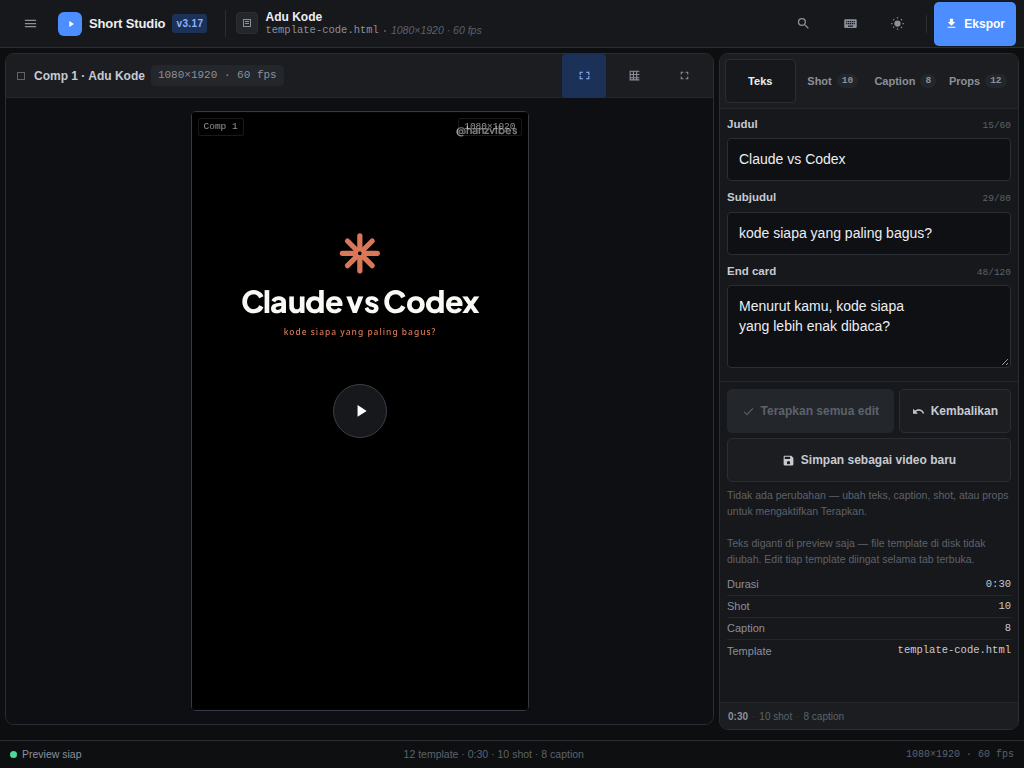 Short Studio v3.17
Adu Kode
template-code.html · 1080×1920 · 60 fps
Ekspor
Comp 1 · Adu Kode 1080×1920 · 60 fps
Comp 1
1080×1920
@hanzvibes
Claude vs Codex
kode siapa yang paling bagus?
Teks
Shot 10
Caption 8
Props 12
Judul 15/60
Claude vs Codex
Subjudul 29/80
kode siapa yang paling bagus?
End card 48/120
Menurut kamu, kode siapa
yang lebih enak dibaca?
Terapkan semua edit
Kembalikan
Simpan sebagai video baru
Tidak ada perubahan — ubah teks, caption, shot, atau props
untuk mengaktifkan Terapkan.
Teks diganti di preview saja — file template di disk tidak
diubah. Edit tiap template diingat selama tab terbuka.
Durasi 0:30
Shot 10
Caption 8
Template template-code.html
0:30 · 10 shot · 8 caption
Preview siap
12 template · 0:30 · 10 shot · 8 caption
1080×1920 · 60 fps